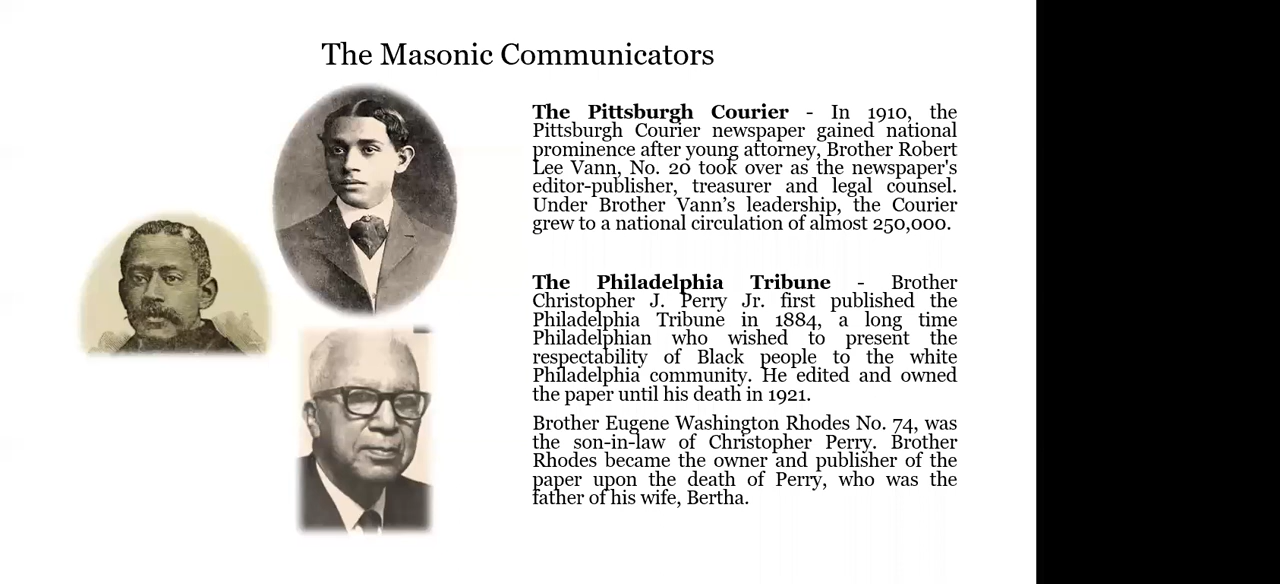 The Masonic Communicators
The Pittsburgh Courier - In 1910, the
Pittsburgh Courier newspaper gained national
prominence after young attorney, Brother Robert
Lee Vann, No. 20 took over as the newspaper's
editor-publisher, treasurer and legal counsel.
Under Brother Vann’s leadership, the Courier
grew to a national circulation of almost 250,000.
The Philadelphia Tribune - Brother
Christopher J. Perry Jr. first published the
Philadelphia Tribune in 1884, a long time
Philadelphian who wished to present the
respectability of Black people to the white
Philadelphia community. He edited and owned
the paper until his death in 1921.
Brother Eugene Washington Rhodes No. 74, was
the son-in-law of Christopher Perry. Brother
Rhodes became the owner and publisher of the
paper upon the death of Perry, who was the
father of his wife, Bertha.